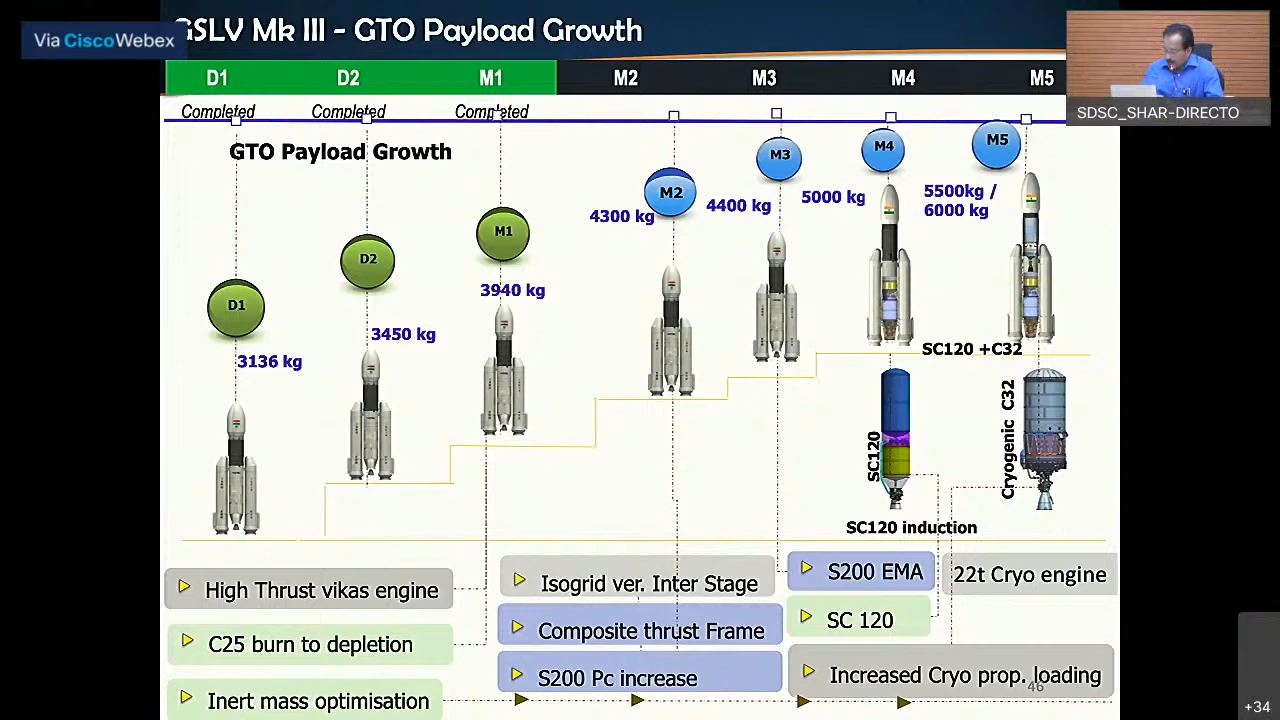 GSLV Mk III - GTO Payload Growth
Via Cisco Webex
SDSC_SHAR-DIRECTO
D1 D2 M1 M2 M3 M4 M5
Completed Completed Completed
GTO Payload Growth
M5
M4
M3
M2
M1
D2
D1
5500kg /
6000 kg
5000 kg
4400 kg
4300 kg
3940 kg
3450 kg
3136 kg
SC120 +C32
SC120
Cryogenic C32
SC120 induction
High Thrust vikas engine
C25 burn to depletion
Inert mass optimisation
Isogrid ver. Inter Stage
Composite thrust Frame
S200 Pc increase
S200 EMA
SC 120
22t Cryo engine
Increased Cryo prop. loading
46
+34